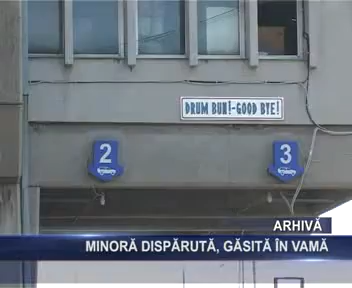 DRUM BUN!-GOOD BYE!
2
3
ARHIVĂ
MINORĂ DISPĂRUTĂ, GĂSITĂ ÎN VAMĂ